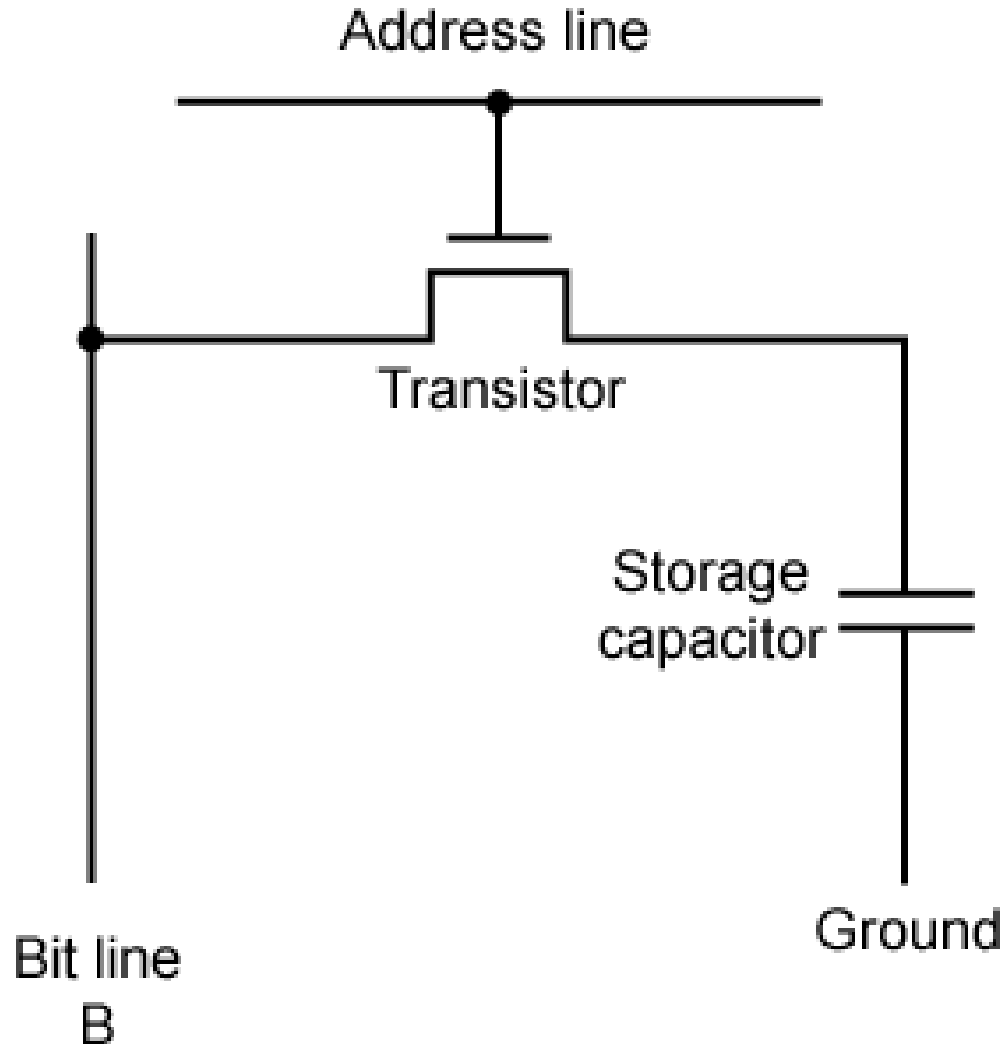 Address line
Transistor
Storage
capacitor
Ground
Bit line
B